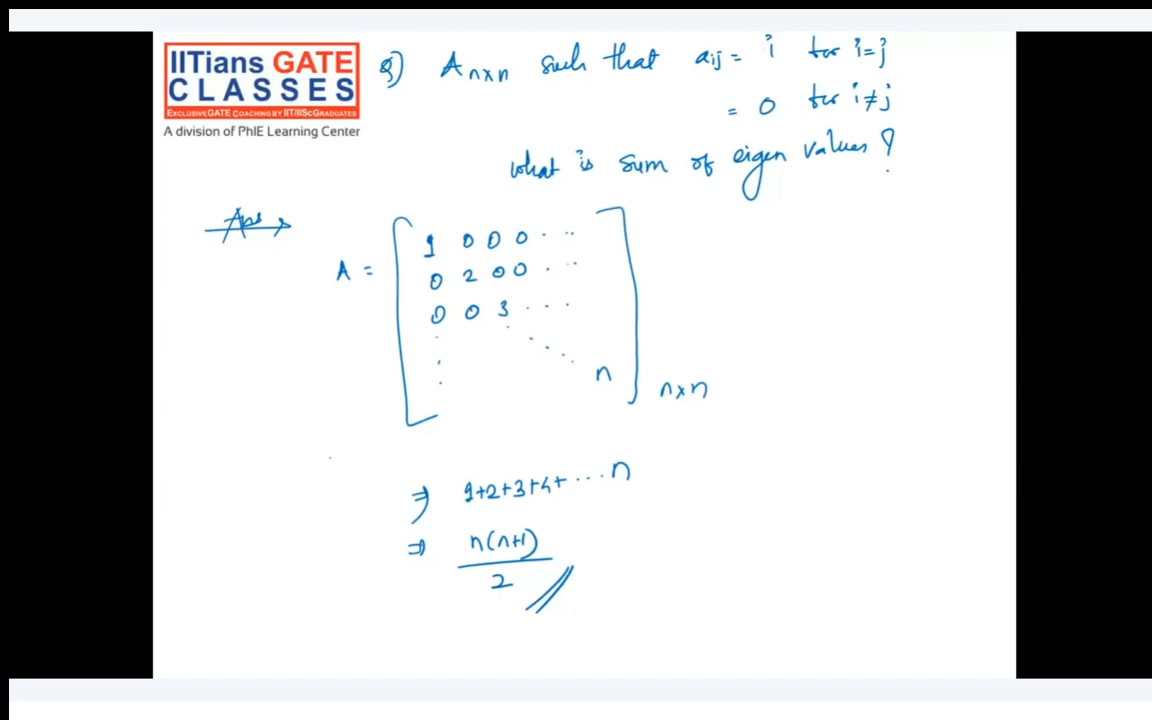 IITians GATE
CLASSES
EXCLUSIVE GATE COACHING BY IIT/IISC GRADUATES
A division of PhIE Learning Center
Q) Anxn such that aij = i for i=j
= 0 for i≠j
what is sum of eigen values?
Ans
A =
1 0 0 0 . . .
0 2 0 0 . . .
0 0 3 . . .
n
nxn
⇒ 1+2+3+4+ ... n
⇒ n(n+1)
2